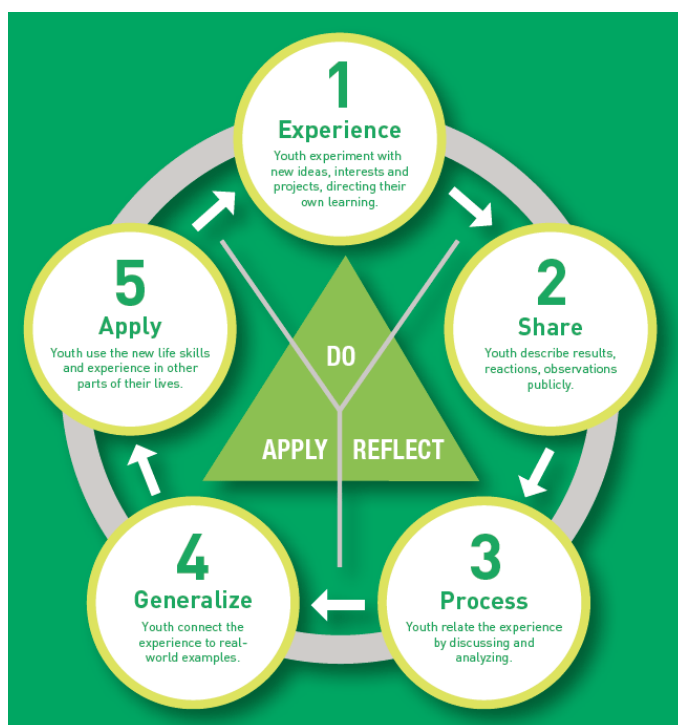 1
Experience
Youth experiment with
new ideas, interests and
projects, directing their
own learning.
2
Share
Youth describe results,
reactions, observations
publicly.
3
Process
Youth relate the experience
by discussing and
analyzing.
4
Generalize
Youth connect the
experience to real-
world examples.
5
Apply
Youth use the new life skills
and experience in other
parts of their lives.
DO
APPLY REFLECT